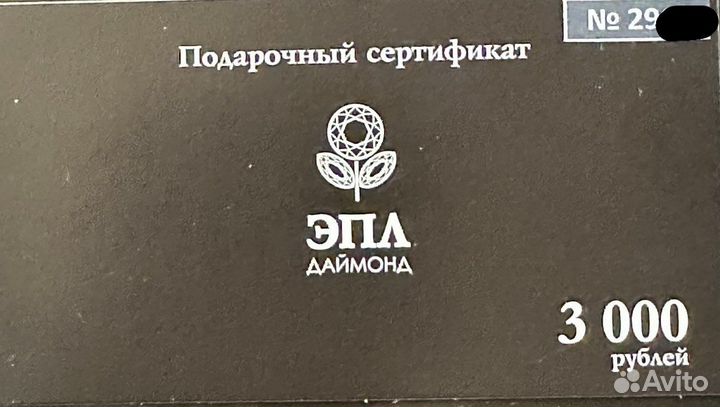 № 29
Подарочный сертификат
ЭПЛ
ДАЙМОНД
3 000
рублей
Avito